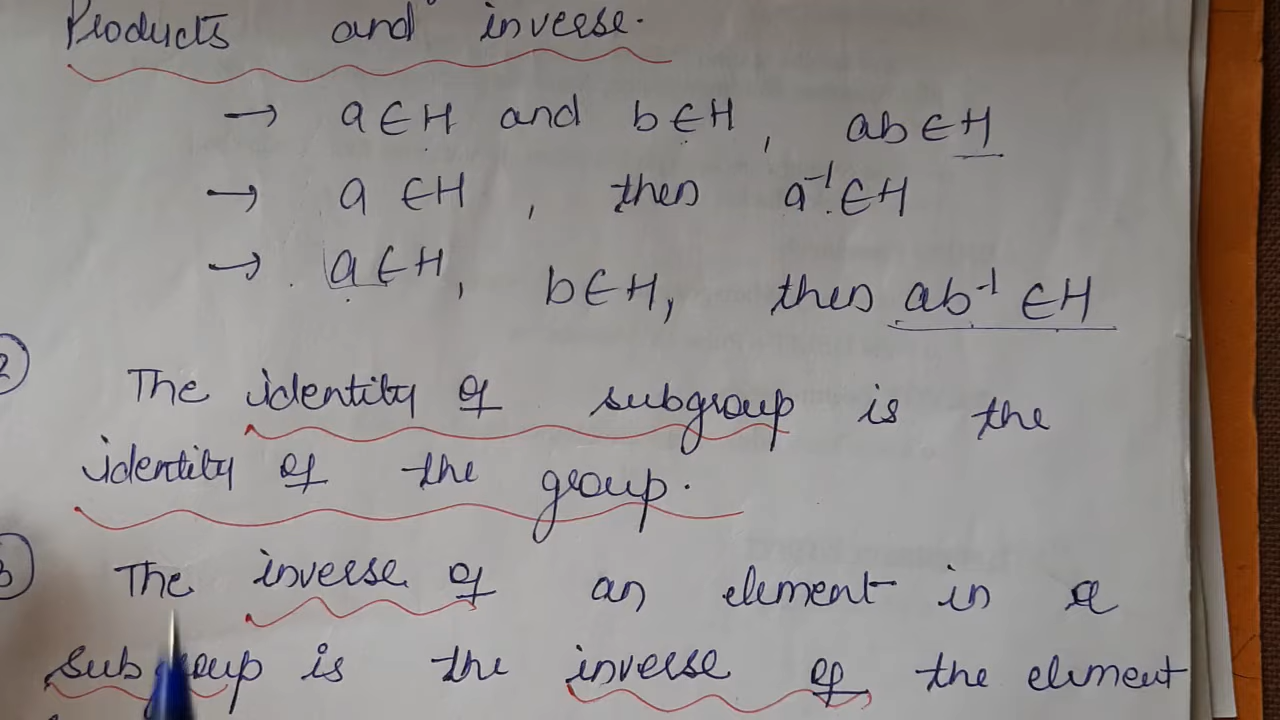 Products and inverse.
→ a ∈ H and b ∈ H, ab ∈ H
→ a ∈ H, then a⁻¹ ∈ H
→ a ∈ H, b ∈ H, then ab⁻¹ ∈ H
2 The identity of subgroup is the
identity of the group.
The inverse of an element in a
subgroup is the inverse of the element